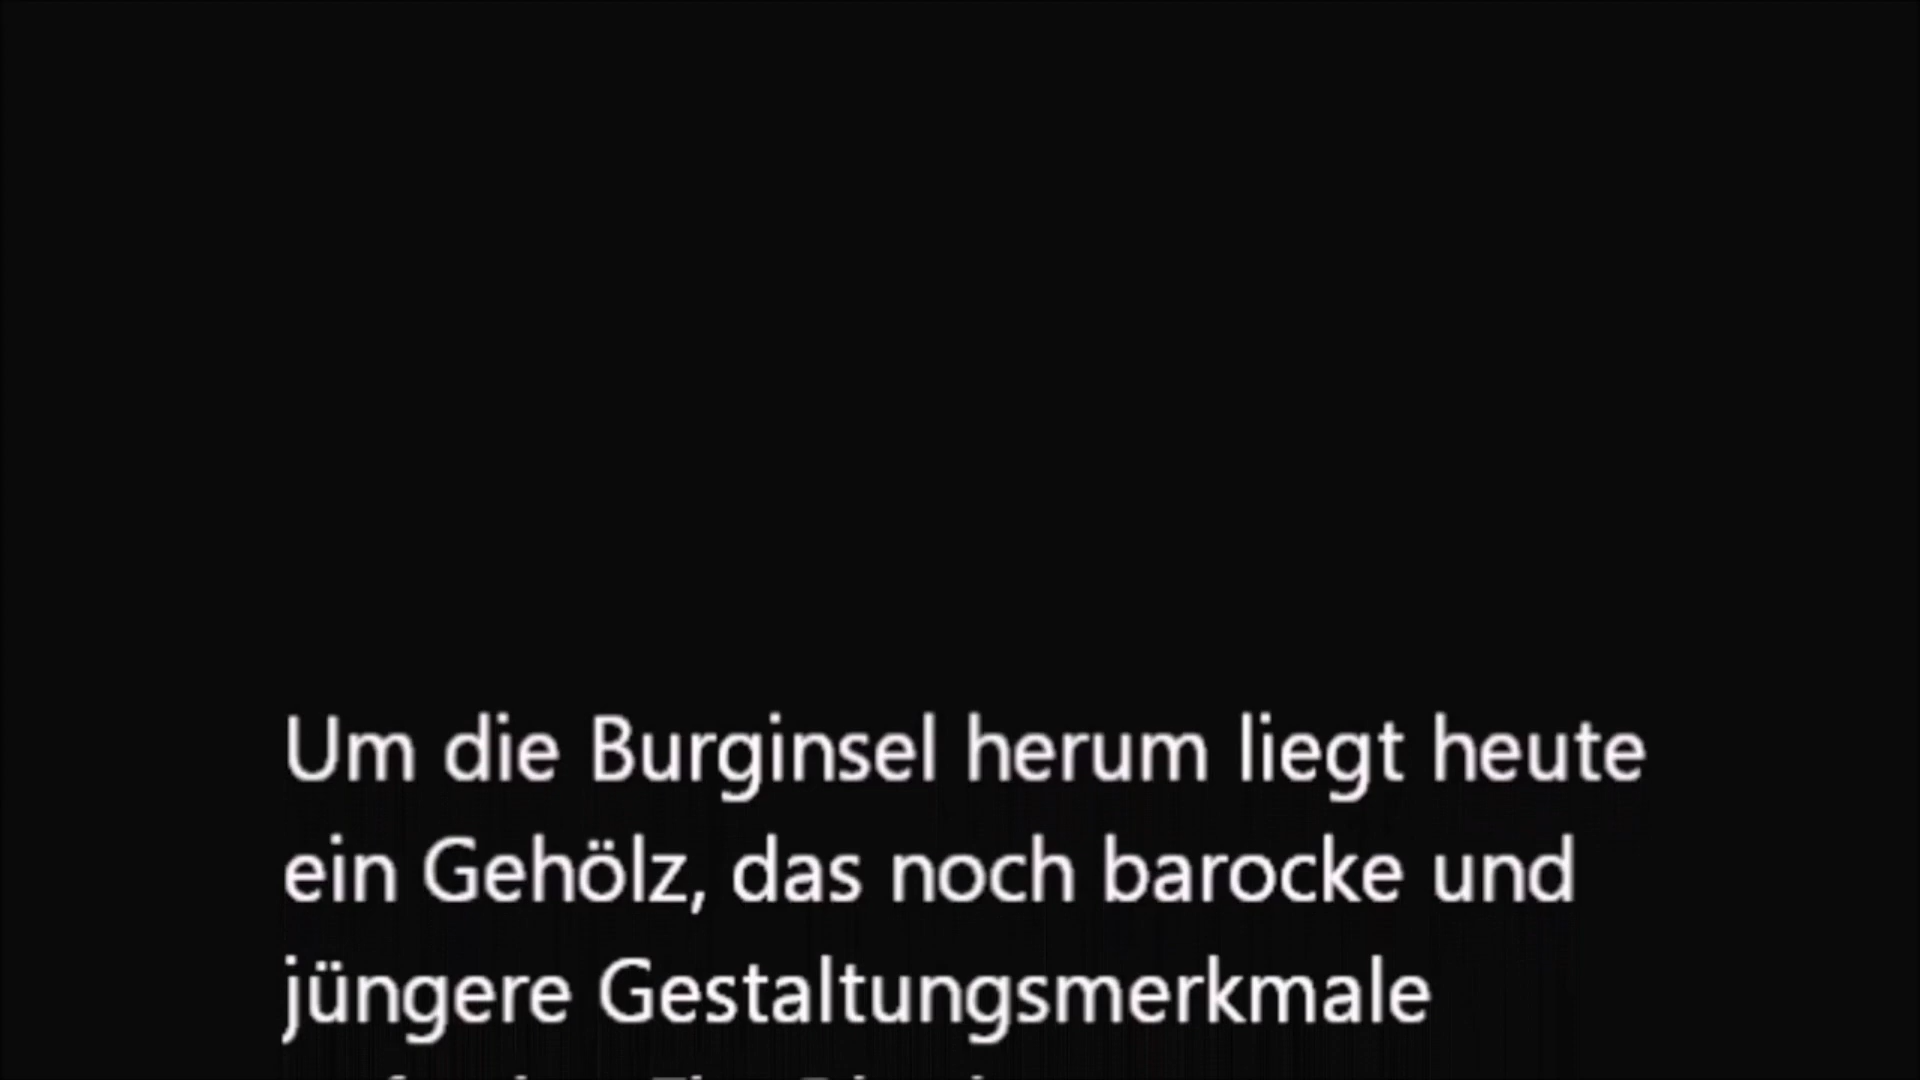 Um die Burginsel herum liegt heute
ein Gehölz, das noch barocke und
jüngere Gestaltungsmerkmale